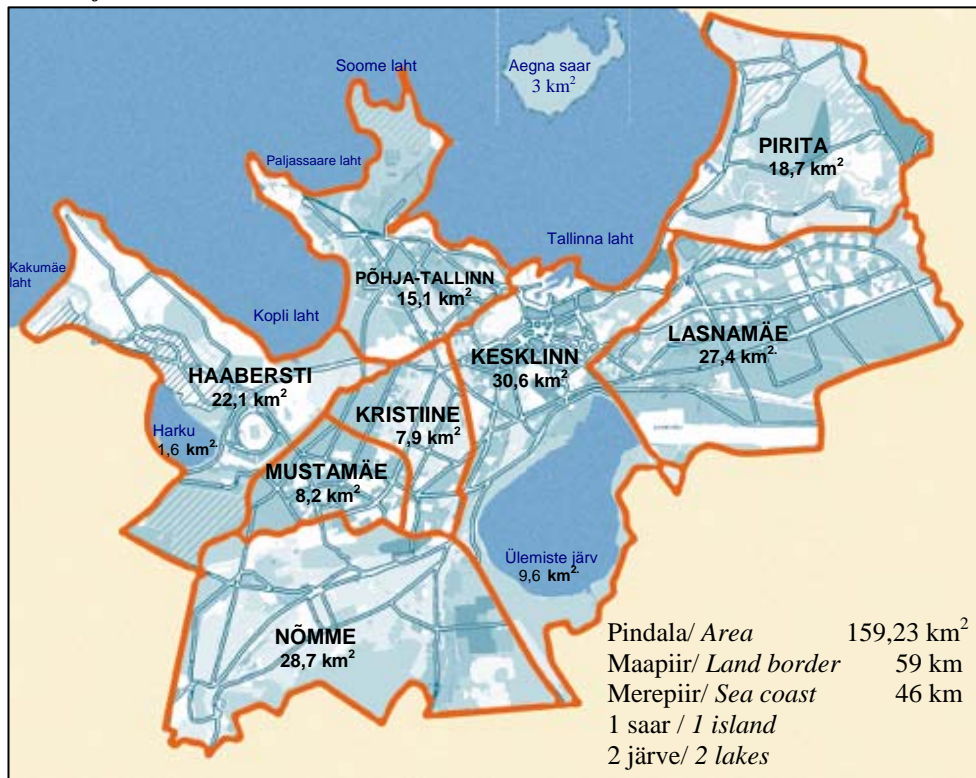 Soome laht
Aegna saar
3 km²
PIRITA
18,7 km²
Paljassaare laht
Tallinna laht
Kakumäe
laht
PÕHJA-TALLINN
15,1 km²
Kopli laht
LASNAMÄE
27,4 km².
KESKLINN
30,6 km²
HAABERSTI
22,1 km²
KRISTIINE
7,9 km²
Harku
1,6 km².
MUSTAMÄE
8,2 km²
Ülemiste järv
9,6 km².
NÕMME
28,7 km²
Pindala/ Area 159,23 km²
Maapiir/ Land border 59 km
Merepiir/ Sea coast 46 km
1 saar / 1 island
2 järve/ 2 lakes